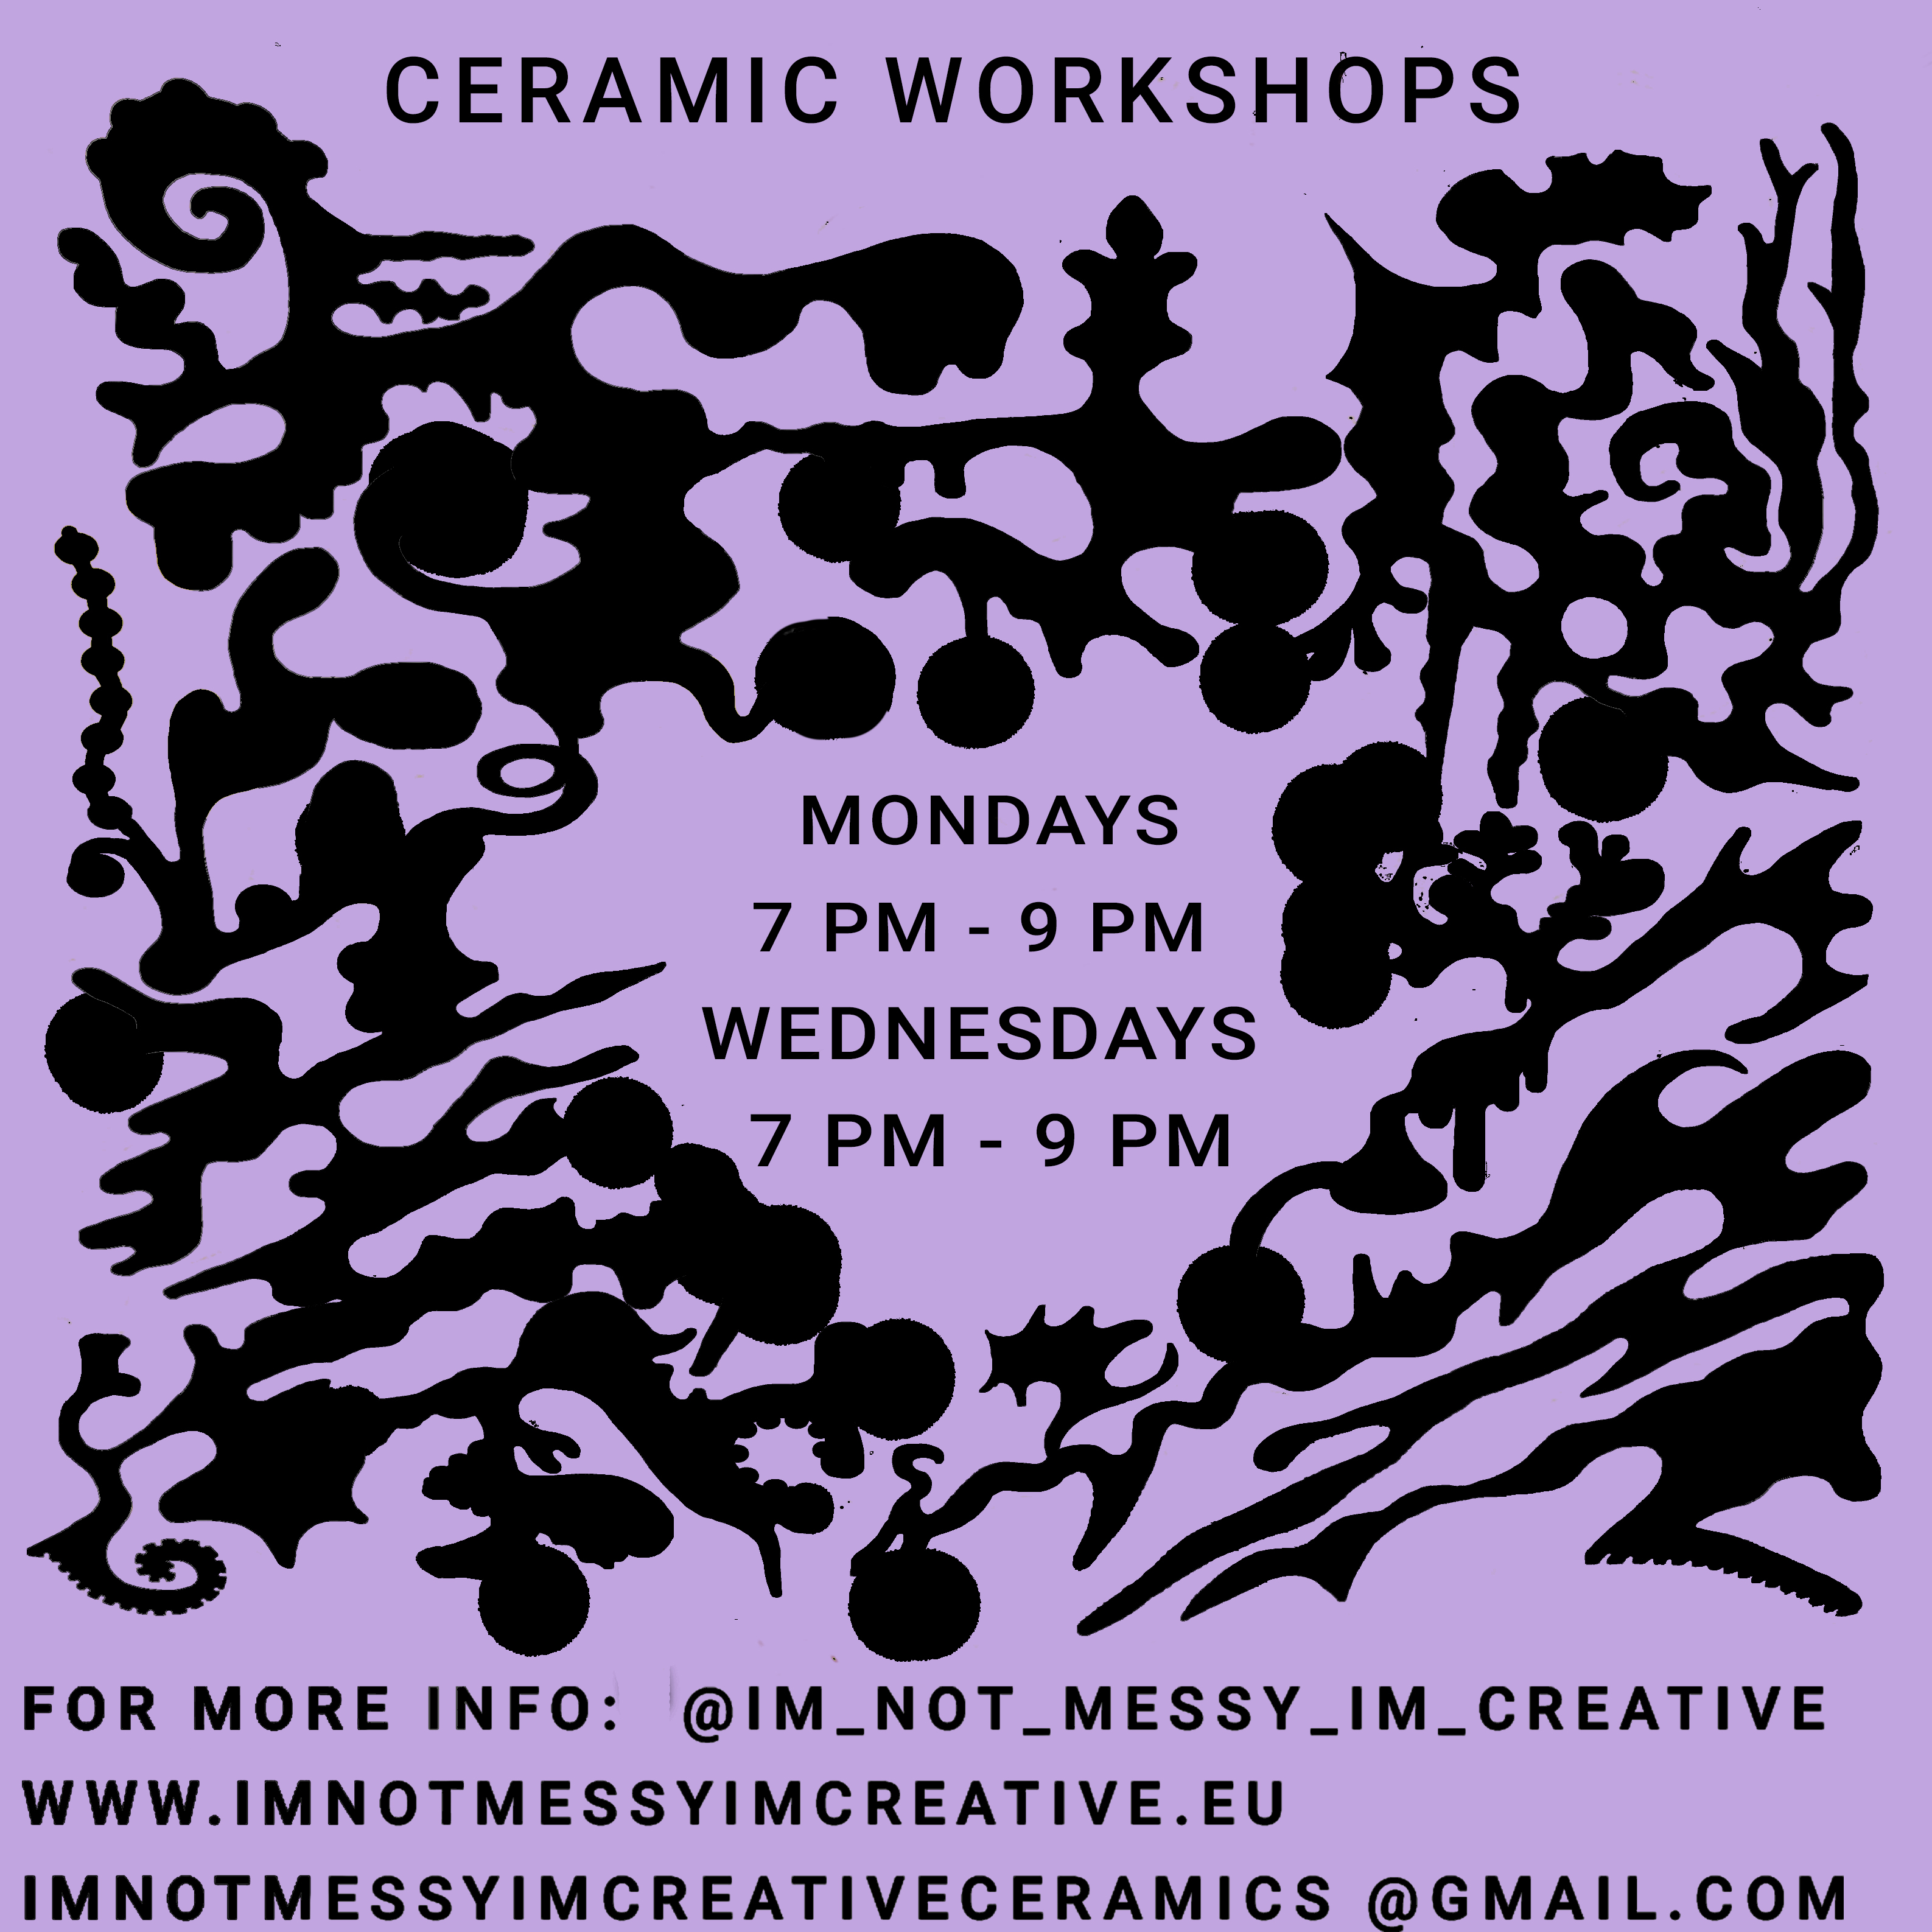 CERAMIC WORKSHOPS
MONDAYS
7 PM - 9 PM
WEDNESDAYS
7 PM - 9 PM
FOR MORE INFO: @IM_NOT_MESSY_IM_CREATIVE
WWW.IMNOTMESSYIMCREATIVE.EU
IMNOTMESSYIMCREATIVECERAMICS @GMAIL.COM